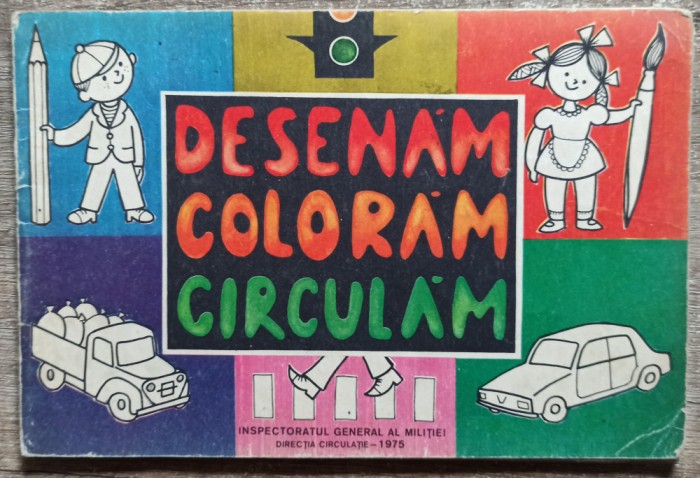 DESENĂM
COLORĂM
CIRCULĂM
INSPECTORATUL GENERAL AL MILIȚIEI
DIRECȚIA CIRCULAȚIE – 1975